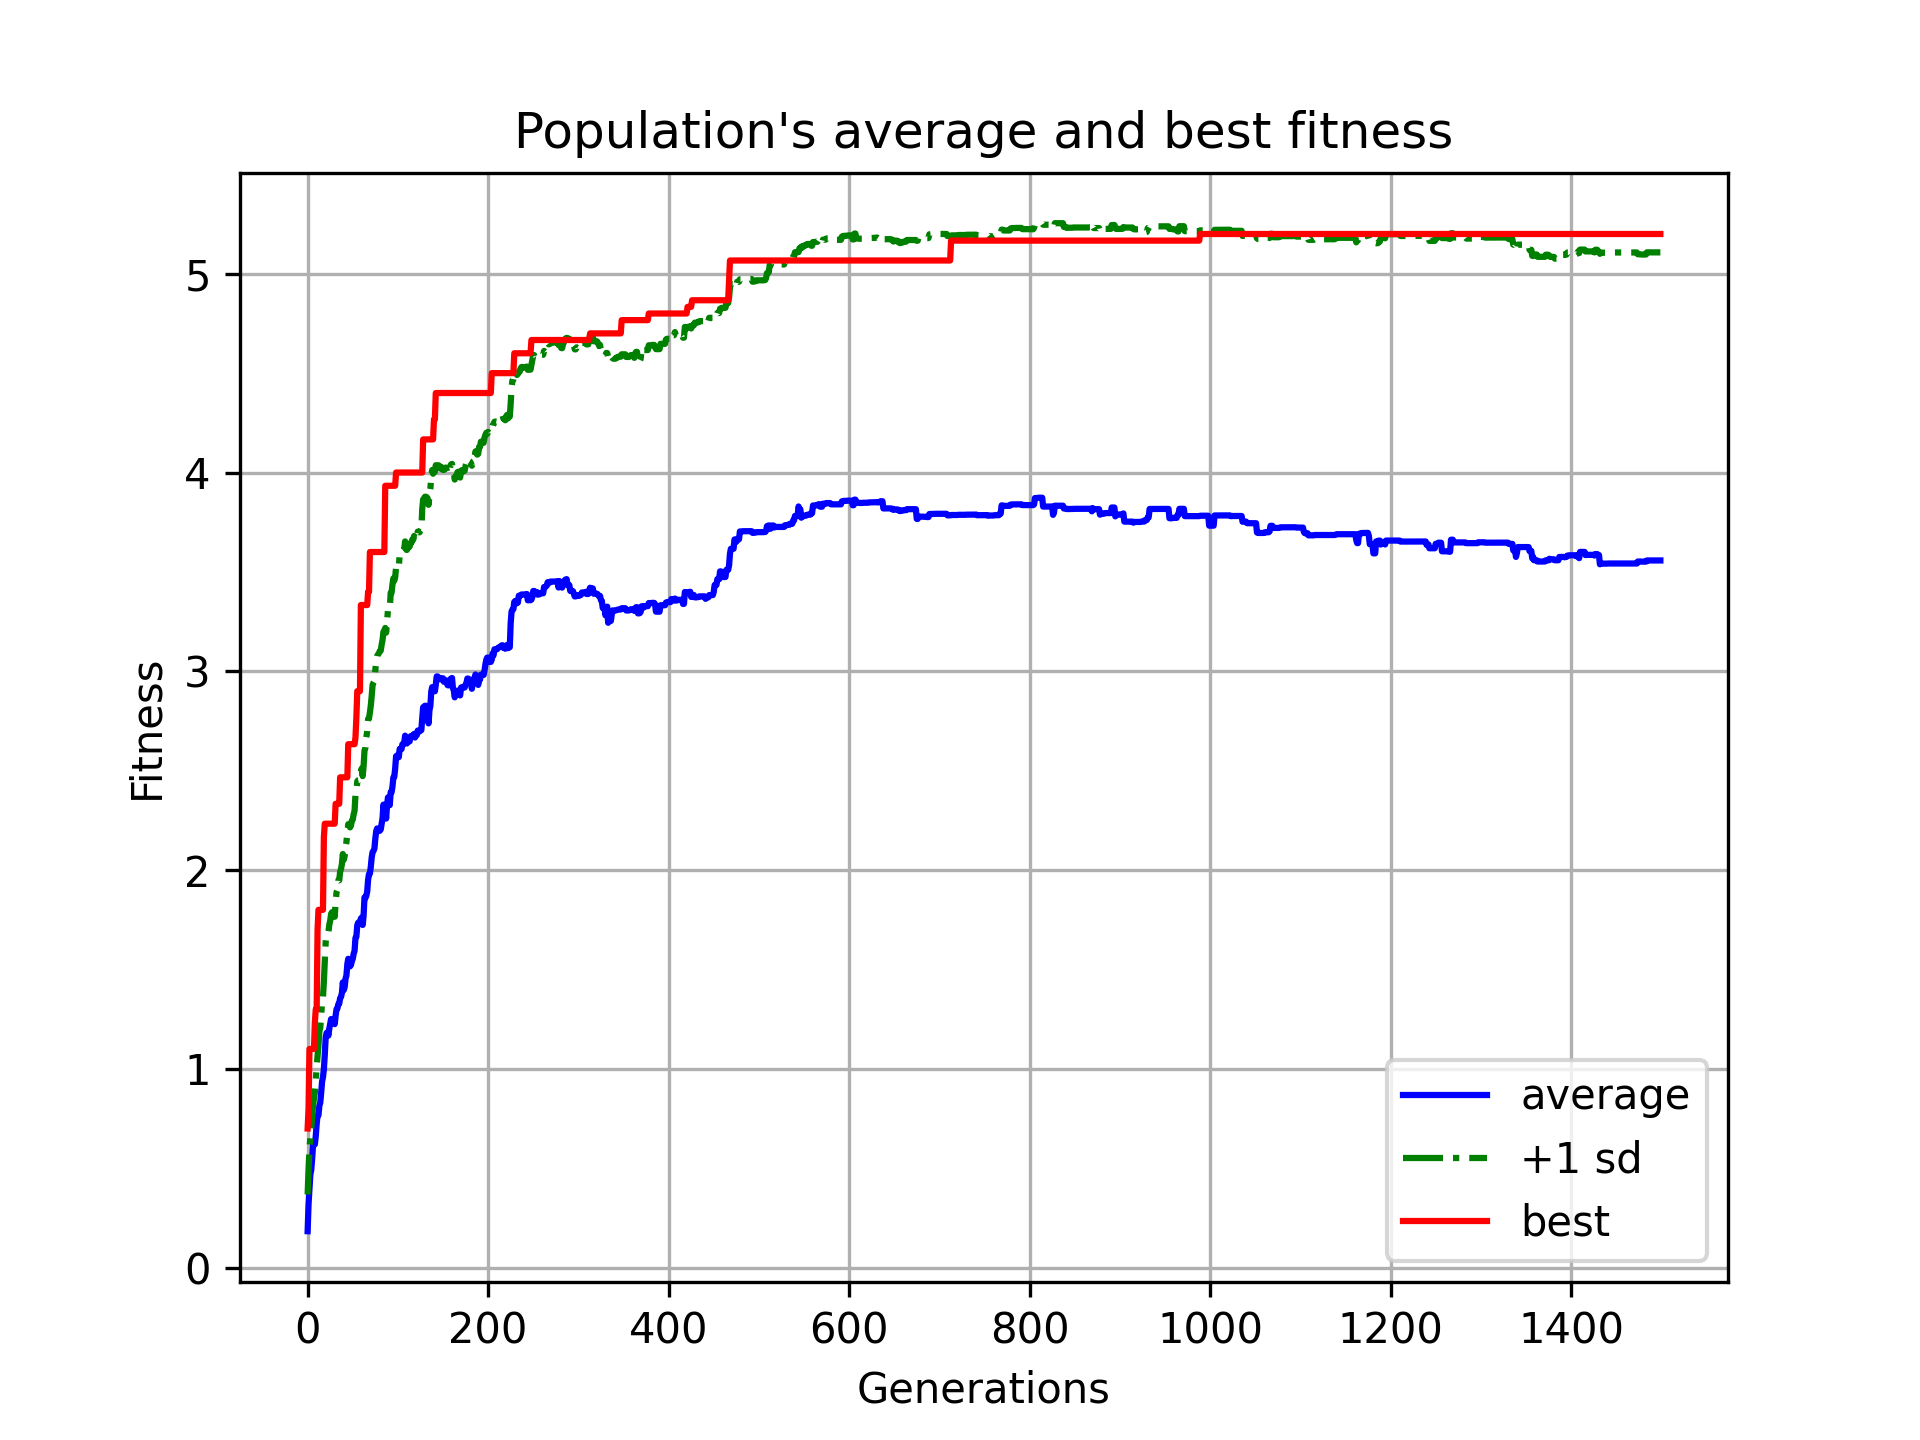 Population's average and best fitness
Fitness
5
4
3
2
1
0
0 200 400 600 800 1000 1200 1400
Generations
average
+1 sd
best